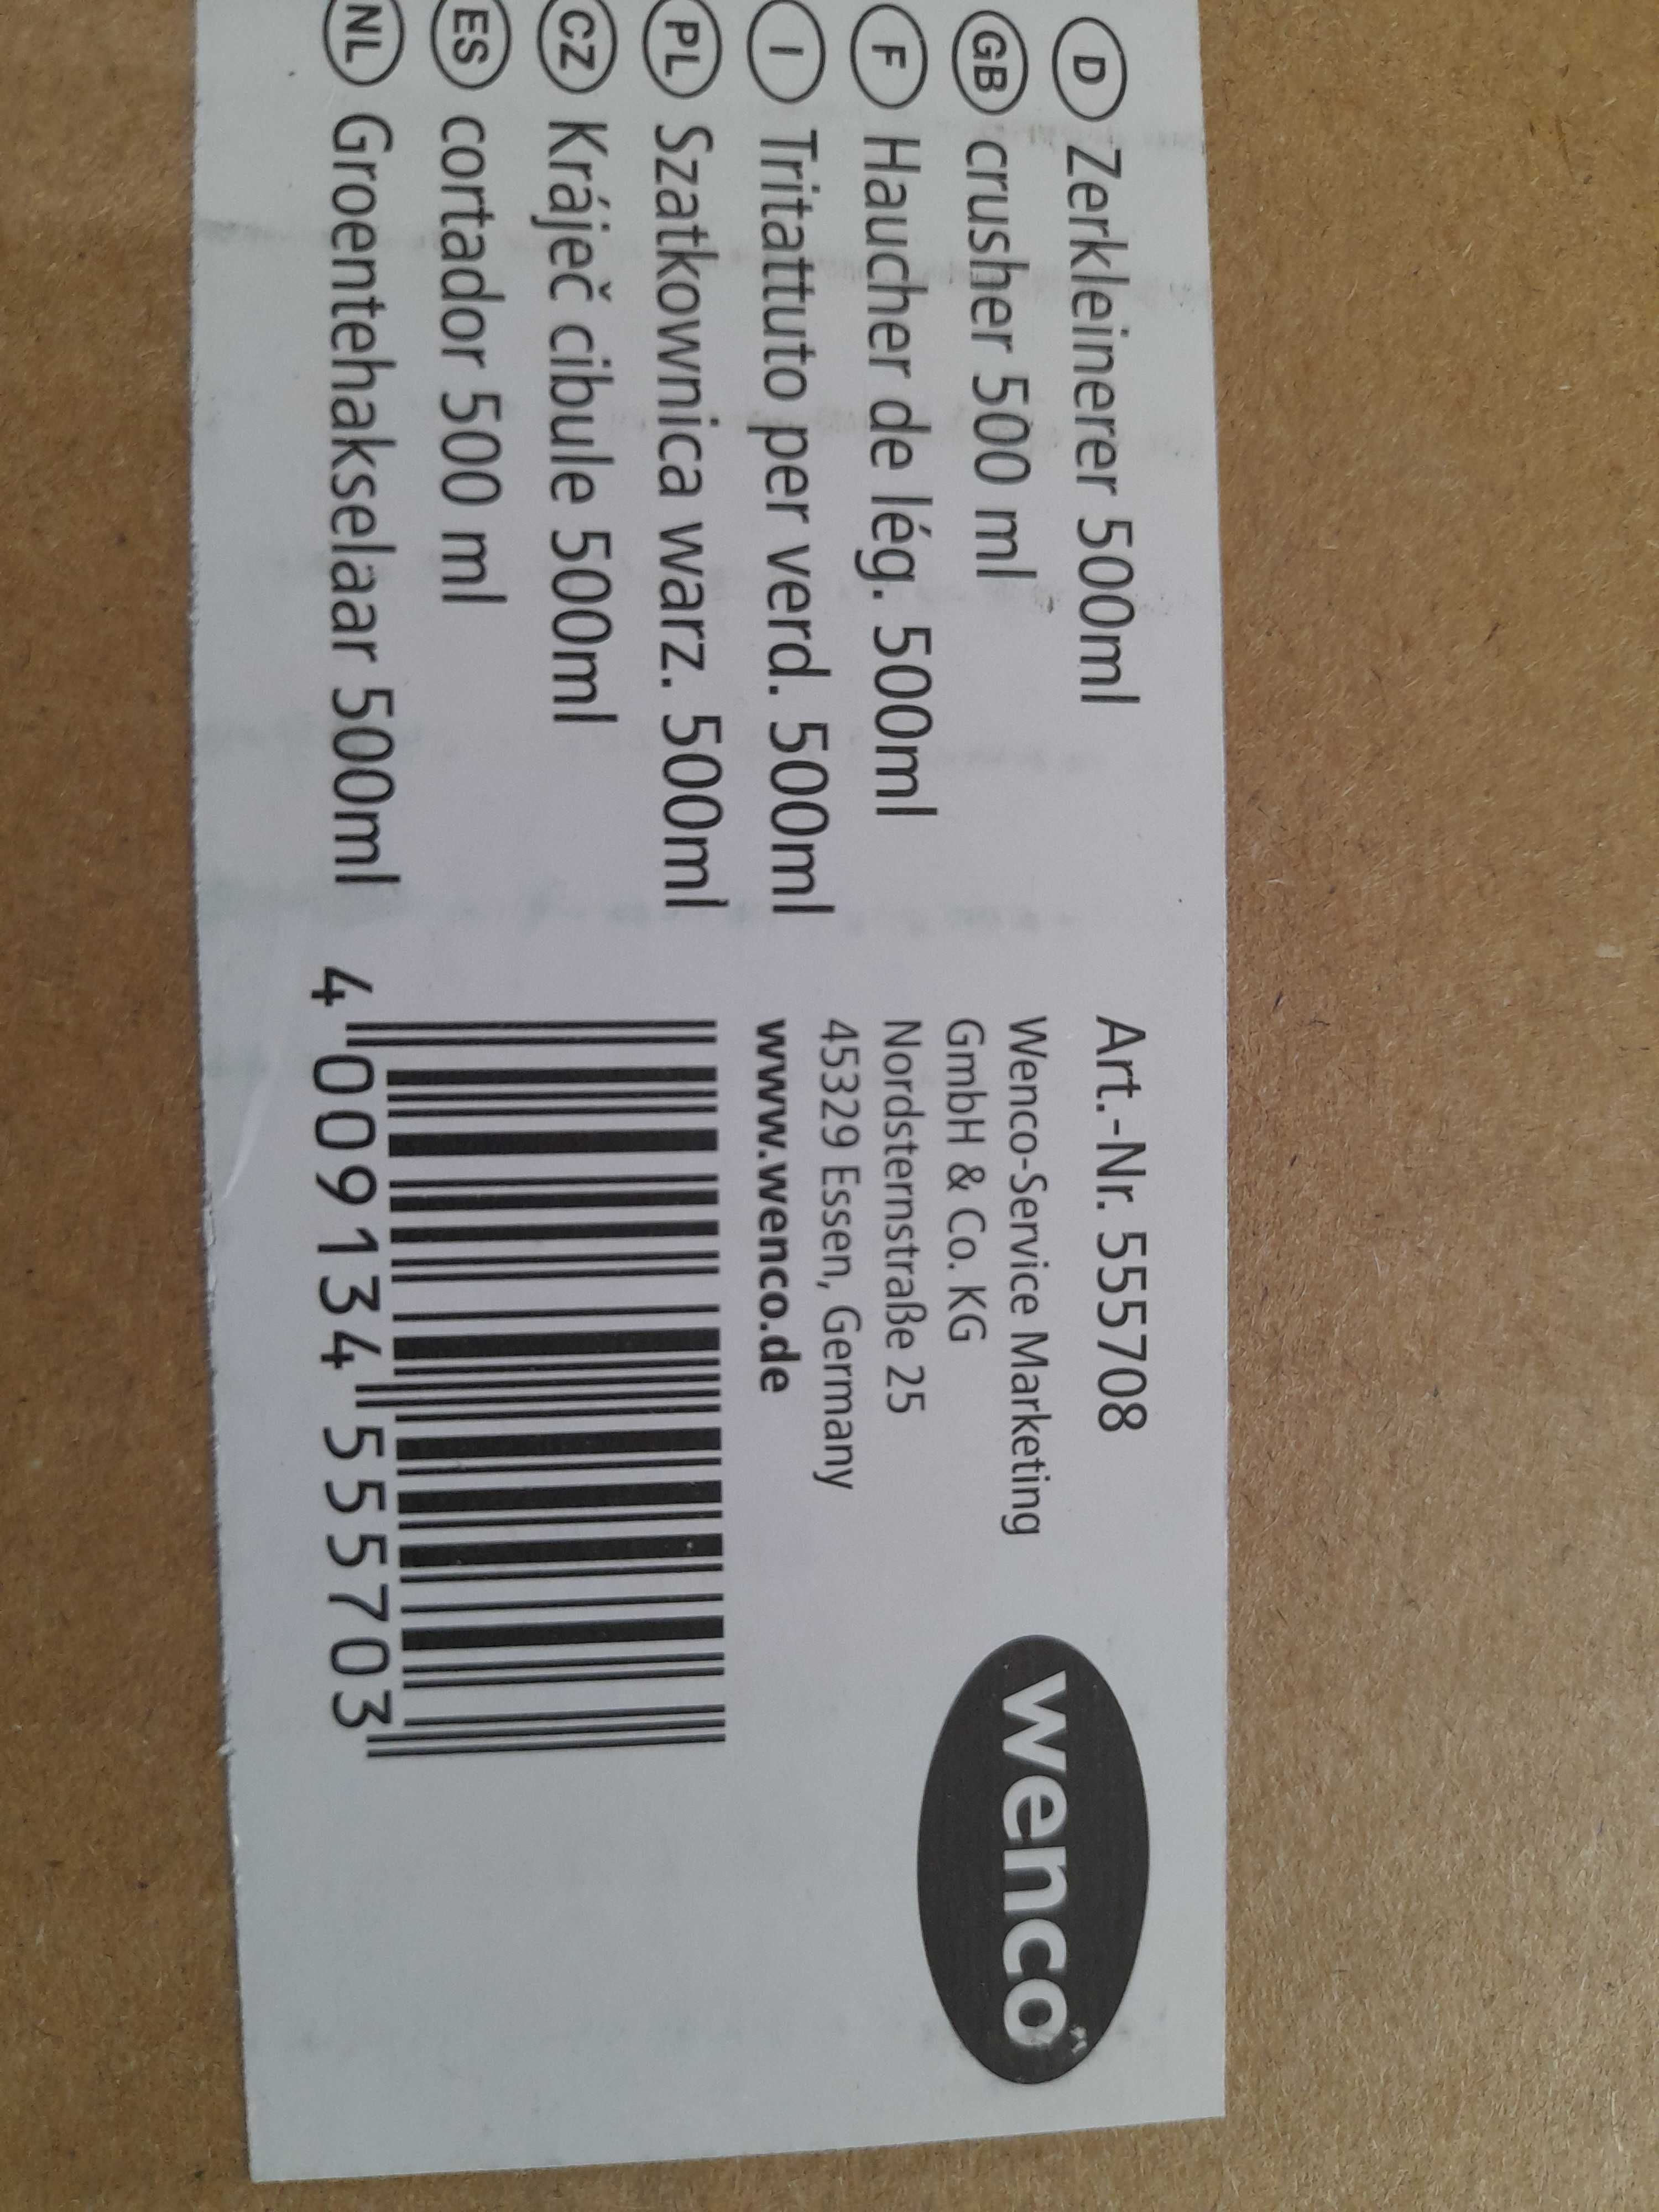 D Zerkleinerer 500ml
GB crusher 500 ml
F Haucher de lég. 500ml
I Tritattuto per verd. 500ml
PL Szatkownica warz. 500ml
CZ Kráječ cibule 500ml
ES cortador 500 ml
NL Groentehakselaar 500ml
Art.-Nr. 555708
Wenco-Service Marketing
GmbH & Co. KG
Nordsternstraße 25
45329 Essen, Germany
www.wenco.de
4 009134 555703
wenco